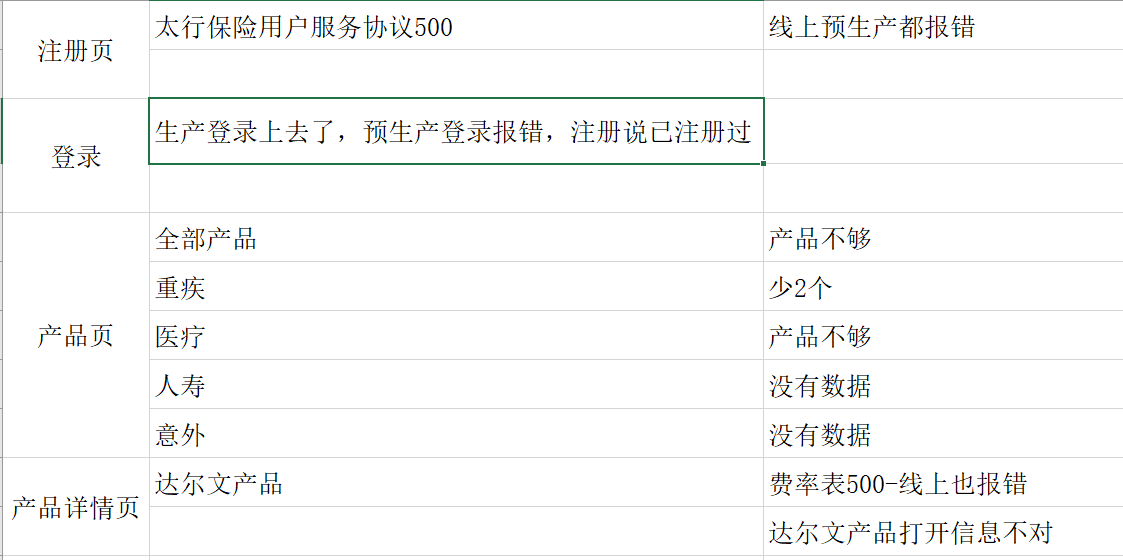 注册页
太行保险用户服务协议500
线上预生产都报错
登录
生产登录上去了，预生产登录报错，注册说已注册过
产品页
全部产品
产品不够
重疾
少2个
医疗
产品不够
人寿
没有数据
意外
没有数据
产品详情页
达尔文产品
费率表500-线上也报错
达尔文产品打开信息不对